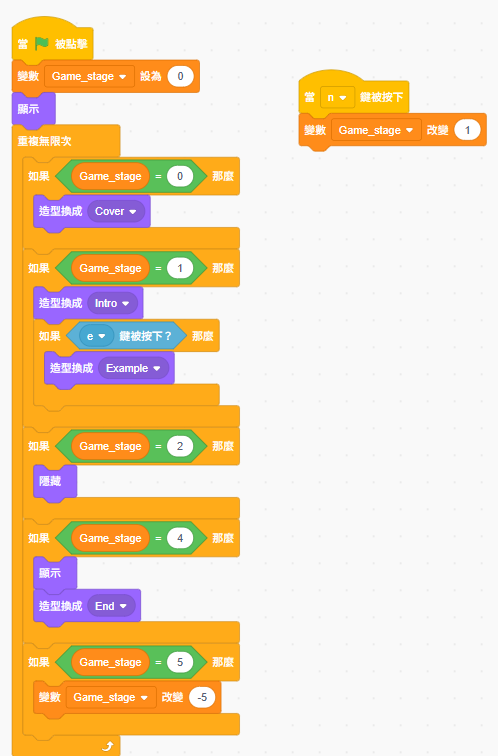 當 被點擊
變數 Game_stage 設為 0
顯示
重複無限次
如果 Game_stage = 0 那麼
造型換成 Cover
如果 Game_stage = 1 那麼
造型換成 Intro
如果 e 鍵被按下? 那麼
造型換成 Example
如果 Game_stage = 2 那麼
隱藏
如果 Game_stage = 4 那麼
顯示
造型換成 End
如果 Game_stage = 5 那麼
變數 Game_stage 改變 -5
當 n 鍵被按下
變數 Game_stage 改變 1